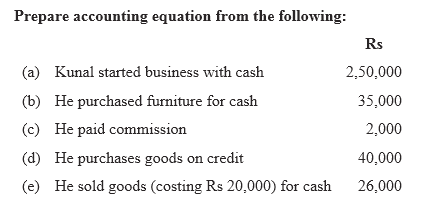 Prepare accounting equation from the following:
Rs
(a) Kunal started business with cash 2,50,000
(b) He purchased furniture for cash 35,000
(c) He paid commission 2,000
(d) He purchases goods on credit 40,000
(e) He sold goods (costing Rs 20,000) for cash 26,000